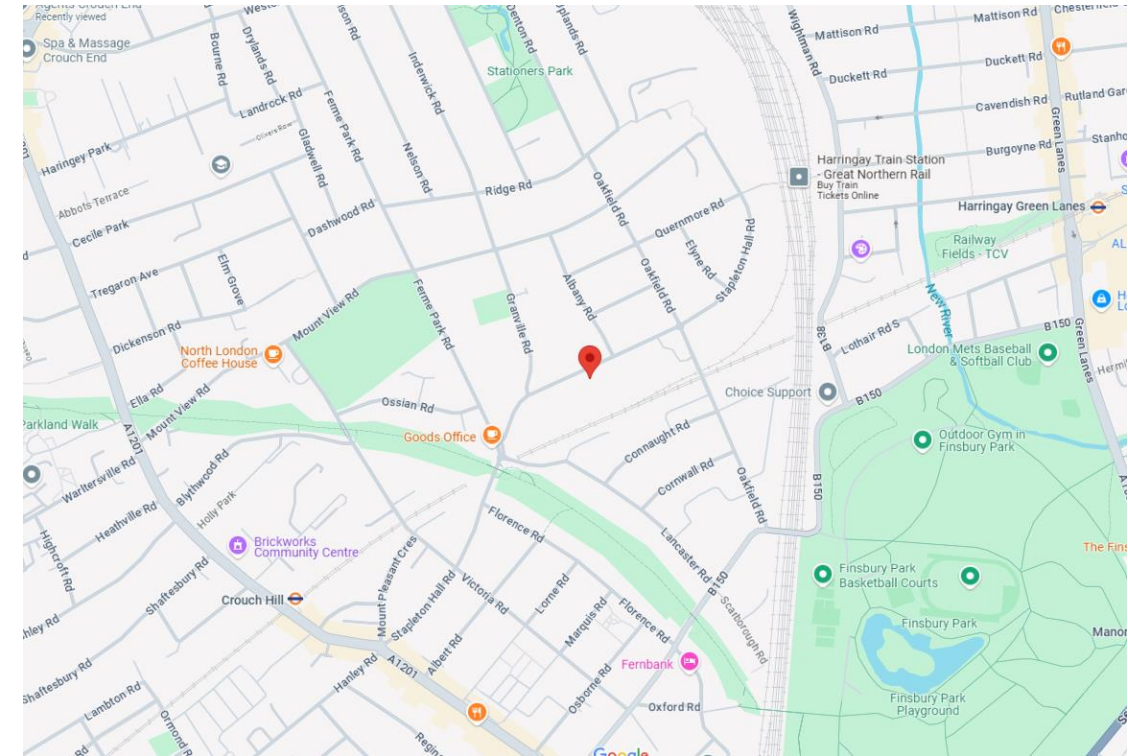 Agents Crouch End
Recently viewed
Spa & Massage
Crouch End
Bourne Rd
Drylands Rd
Inderwick Rd
Denton Rd
Uplands Rd
Stationers Park
Wightman Rd
Mattison Rd
Mattison Rd
Duckett Rd
Duckett Rd
Cavendish Rd
Burgoyne Rd
Green Lanes
Landrock Rd
Olivers Row
Haringey Park
Gladwell Rd
Ferme Park Rd
Nelson Rd
Ridge Rd
Oakfield Rd
Harringay Train Station
- Great Northern Rail
Buy Train
Tickets Online
Harringay Green Lanes
Abbots Terrace
Cecile Park
Dashwood Rd
Quernmore Rd
Elyne Rd
Stapleton Hall Rd
Railway
Fields - TCV
Tregaron Ave
Elm Grove
Ferme Park Rd
Granville Rd
Albany Rd
Oakfield Rd
New River
Dickenson Rd
Mount View Rd
B138
Lothair Rd S
B150
Green Lanes
North London
Coffee House
London Mets Baseball
& Softball Club
Ella Rd
Mount View Rd
Ossian Rd
Choice Support
B150
Parkland Walk
A1201
Goods Office
Connaught Rd
Outdoor Gym in
Finsbury Park
Warltersville Rd
Blythwood Rd
Cornwall Rd
Oakfield Rd
B150
Heathville Rd
Holly Park
Highcroft Rd
Brickworks
Community Centre
Florence Rd
Lancaster Rd
Shaftesbury Rd
Mount Pleasant Cres
Finsbury Park
Basketball Courts
Crouch Hill
Stapleton Hall Rd
Victoria Rd
Lorne Rd
B150
Scarborough Rd
Marquis Rd
Florence Rd
Finsbury Park
Albert Rd
Shaftesbury Rd
Hanley Rd
A1201
Fernbank
Lambton Rd
Osborne Rd
Oxford Rd
Finsbury Park
Playground
Ormond Rd
Google